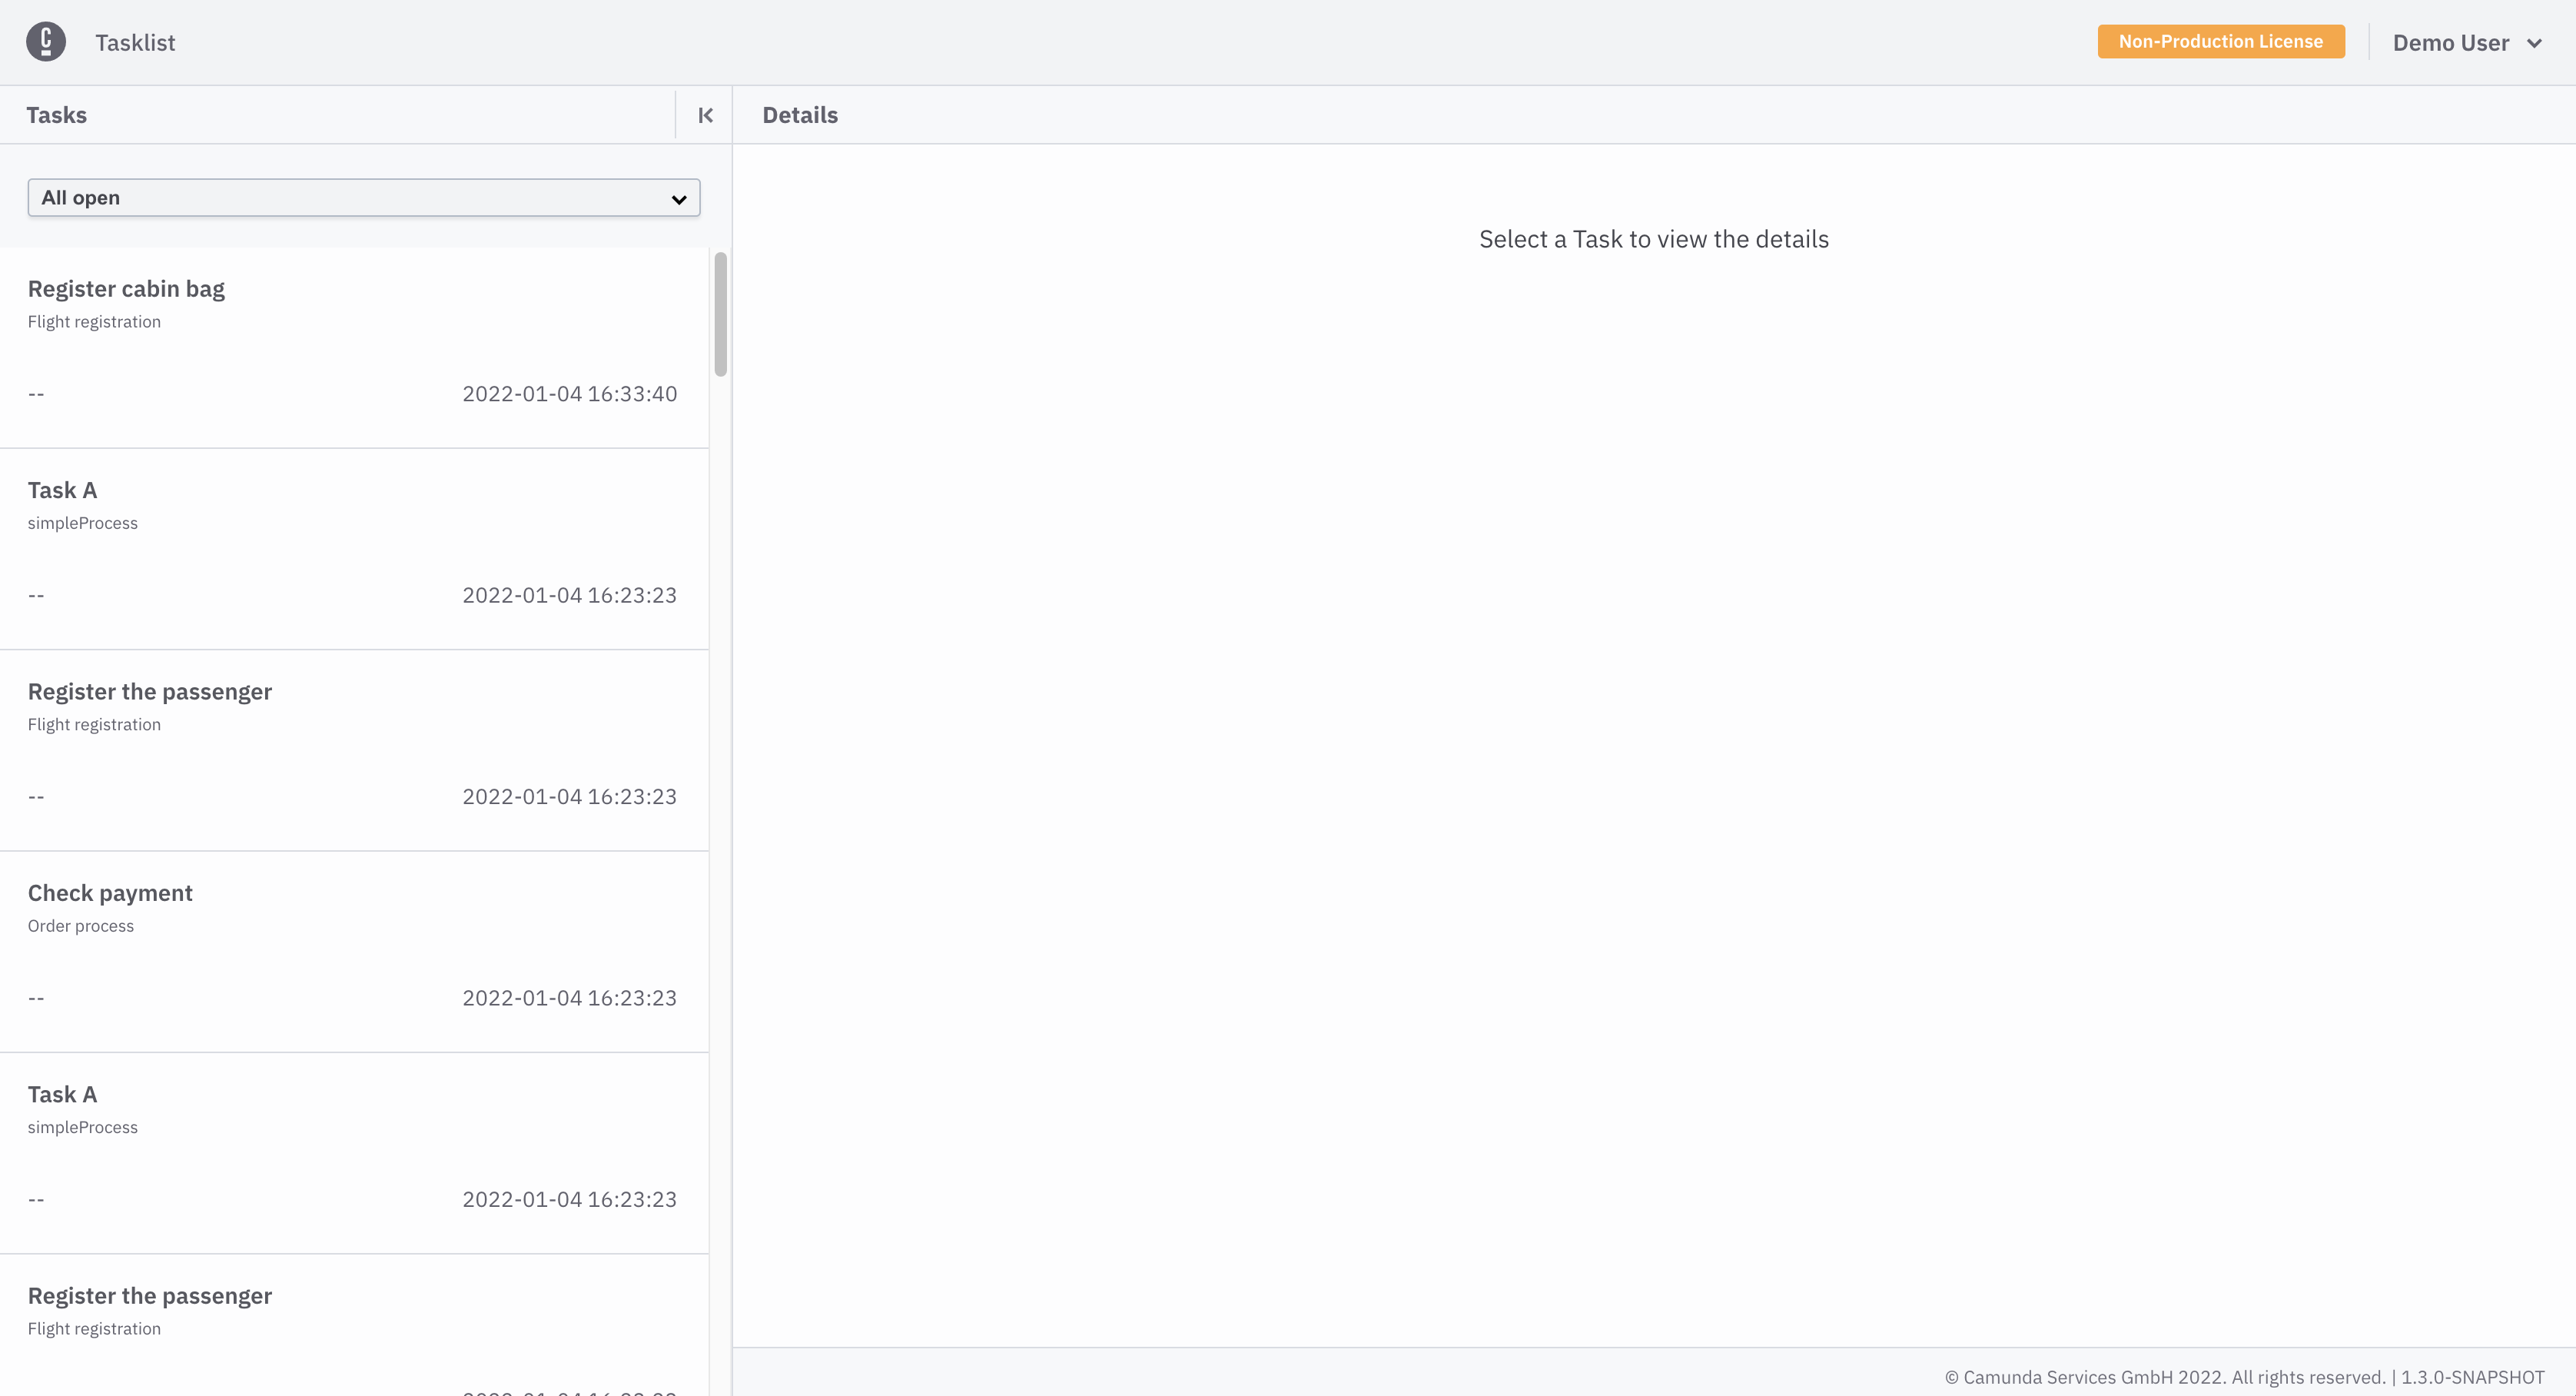 Tasklist
Non-Production License
Demo User
Tasks
Details
All open
Select a Task to view the details
Register cabin bag
Flight registration
-- 2022-01-04 16:33:40
Task A
simpleProcess
-- 2022-01-04 16:23:23
Register the passenger
Flight registration
-- 2022-01-04 16:23:23
Check payment
Order process
-- 2022-01-04 16:23:23
Task A
simpleProcess
-- 2022-01-04 16:23:23
Register the passenger
Flight registration
© Camunda Services GmbH 2022. All rights reserved. | 1.3.0-SNAPSHOT